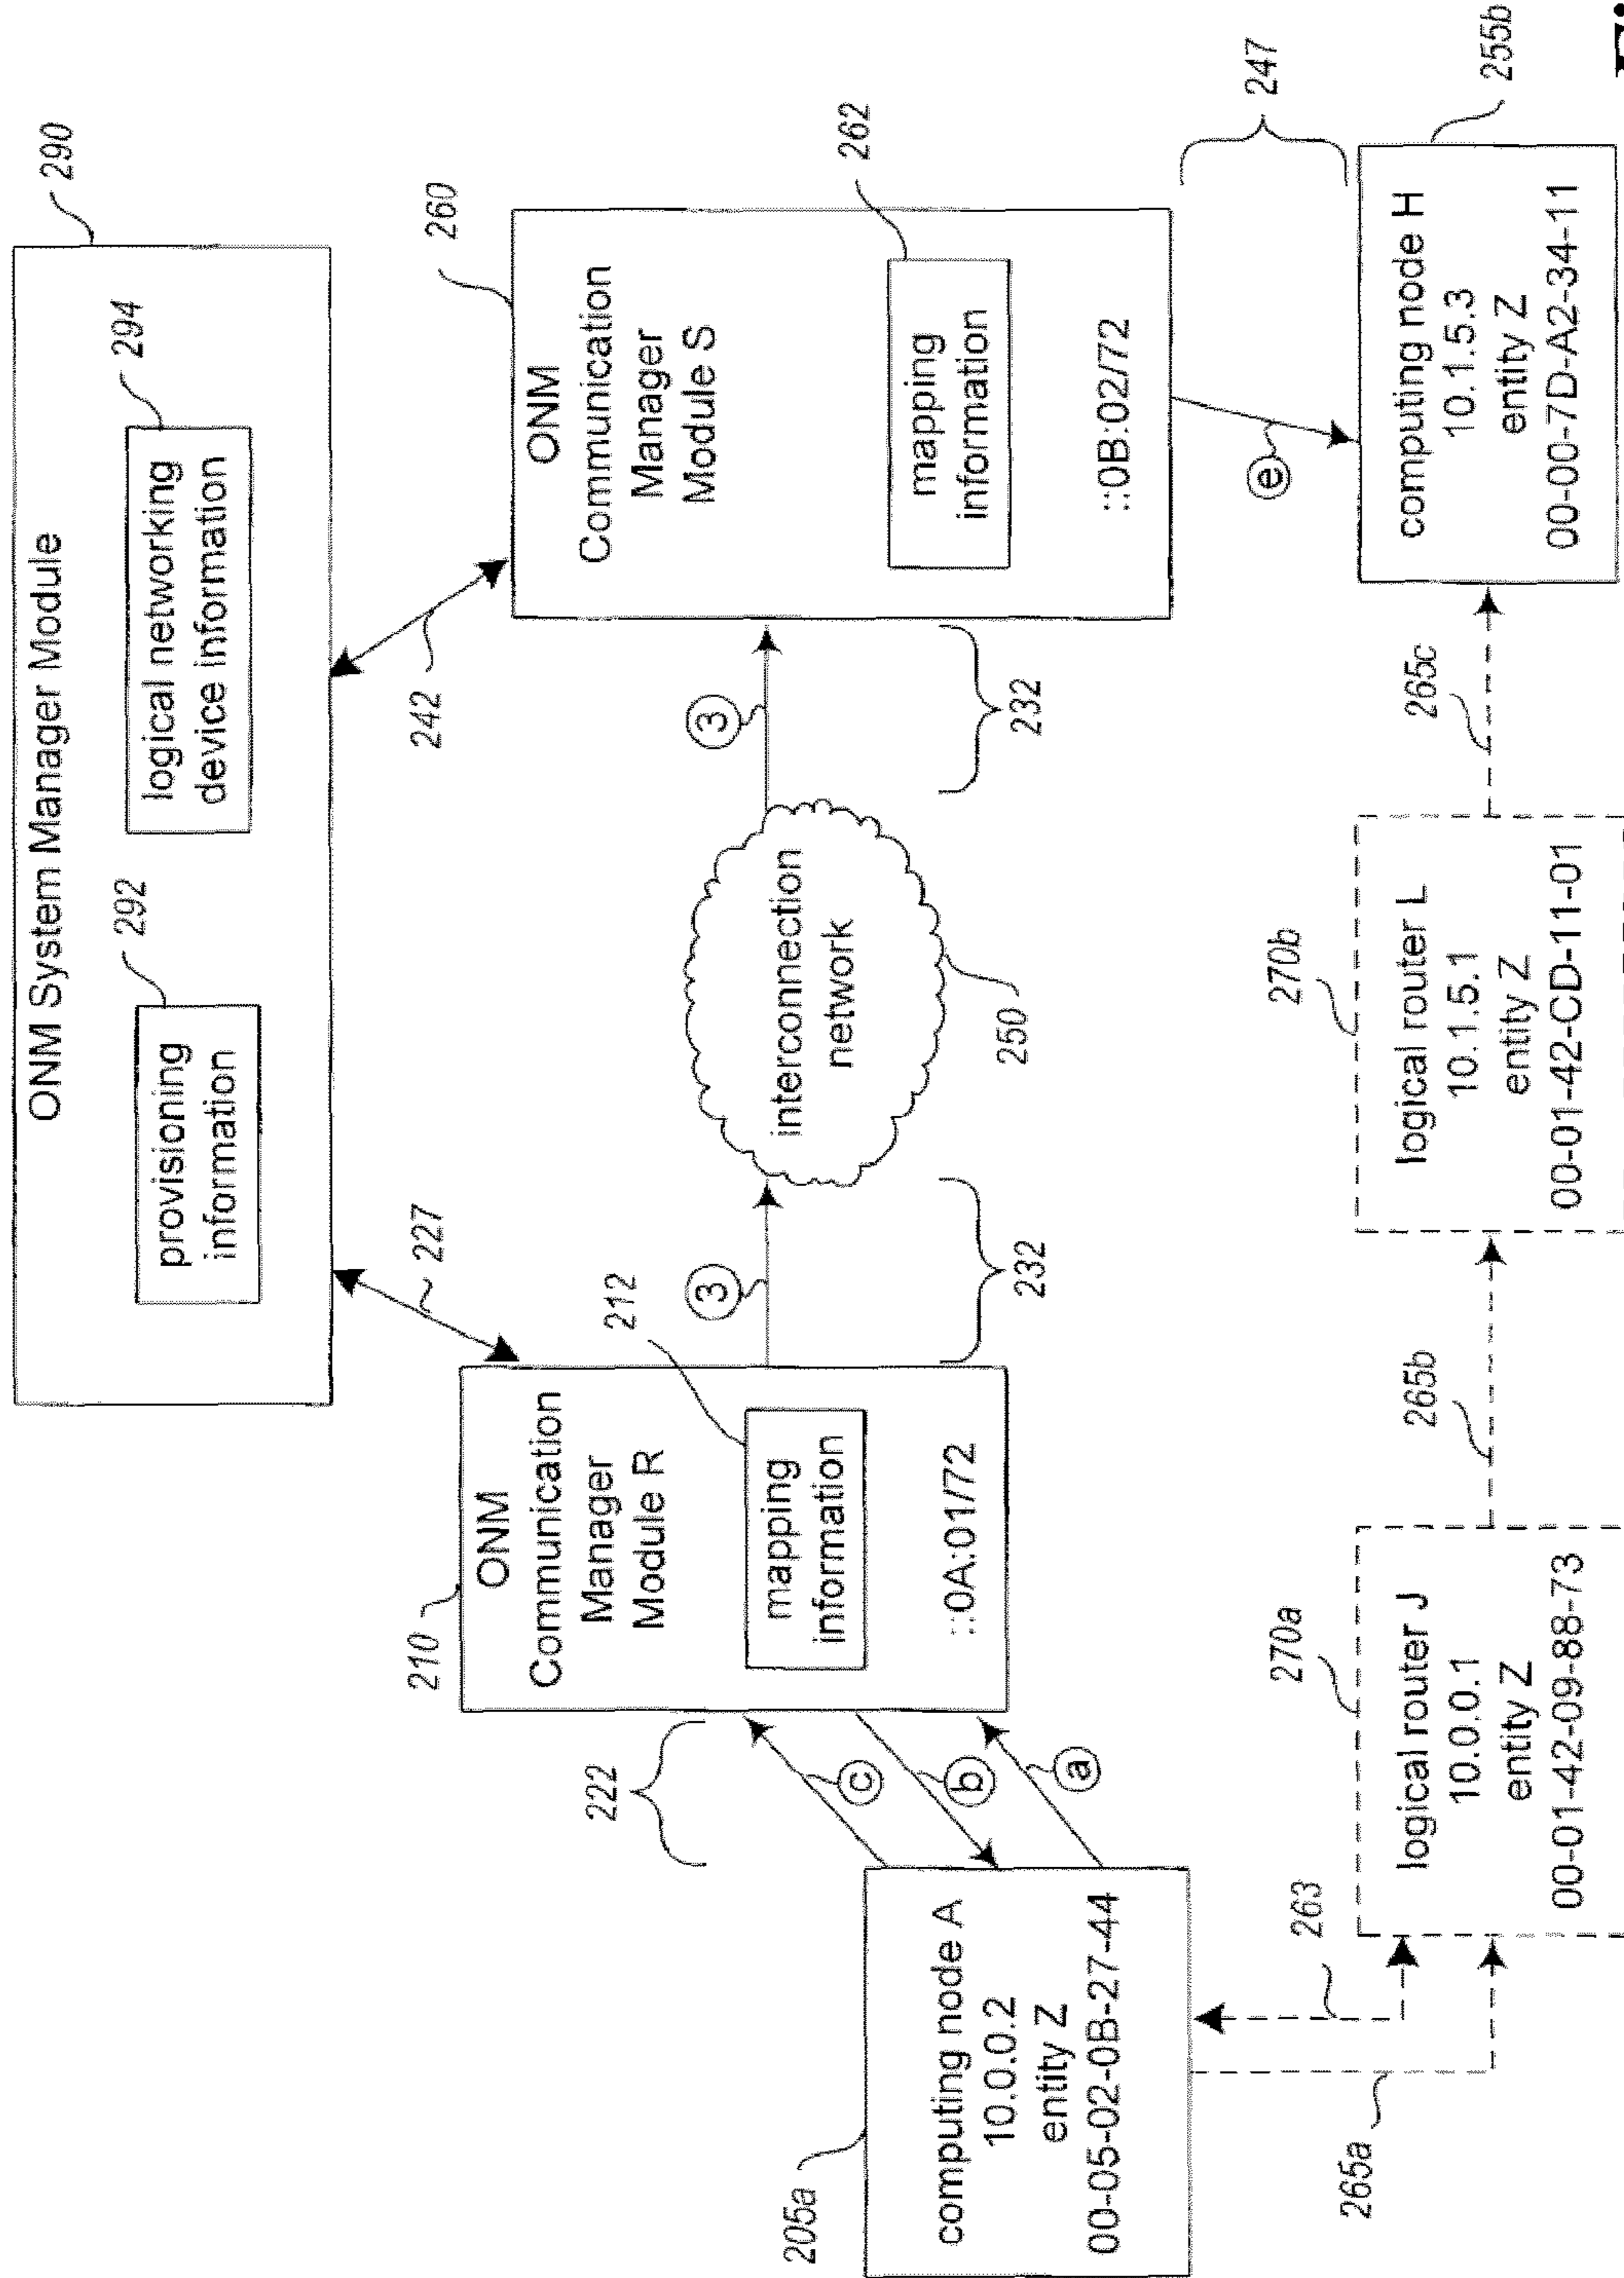 ONM System Manager Module
290
provisioning
information
292
logical networking
device information
294
227
242
210
ONM
Communication
Manager
Module R
212
mapping
information
::0A:01/72
260
ONM
Communication
Manager
Module S
262
mapping
information
::0B:02/72
222
c
b
a
3
232
interconnection
network
250
3
232
e
247
205a
computing node A
10.0.0.2
entity Z
00-05-02-0B-27-44
255b
computing node H
10.1.5.3
entity Z
00-00-7D-A2-34-11
263
265a
270a
logical router J
10.0.0.1
entity Z
00-01-42-09-88-73
265b
270b
logical router L
10.1.5.1
entity Z
00-01-42-CD-11-01
265c